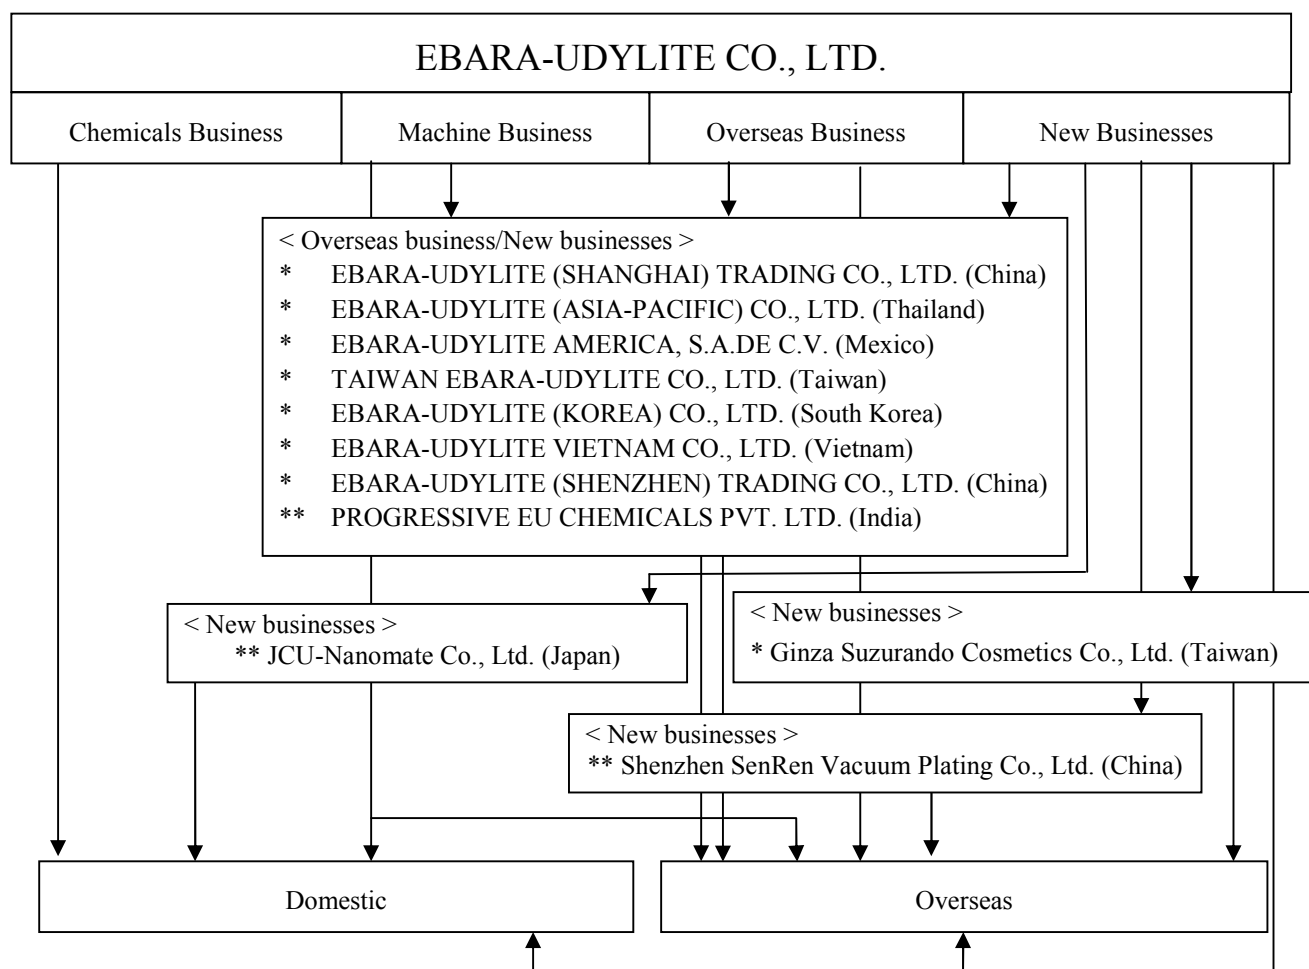 EBARA-UDYLITE CO., LTD.
Chemicals Business
Machine Business
Overseas Business
New Businesses
< Overseas business/New businesses >
* EBARA-UDYLITE (SHANGHAI) TRADING CO., LTD. (China)
* EBARA-UDYLITE (ASIA-PACIFIC) CO., LTD. (Thailand)
* EBARA-UDYLITE AMERICA, S.A.DE C.V. (Mexico)
* TAIWAN EBARA-UDYLITE CO., LTD. (Taiwan)
* EBARA-UDYLITE (KOREA) CO., LTD. (South Korea)
* EBARA-UDYLITE VIETNAM CO., LTD. (Vietnam)
* EBARA-UDYLITE (SHENZHEN) TRADING CO., LTD. (China)
** PROGRESSIVE EU CHEMICALS PVT. LTD. (India)
< New businesses >
** JCU-Nanomate Co., Ltd. (Japan)
< New businesses >
* Ginza Suzurando Cosmetics Co., Ltd. (Taiwan)
< New businesses >
** Shenzhen SenRen Vacuum Plating Co., Ltd. (China)
Domestic
Overseas